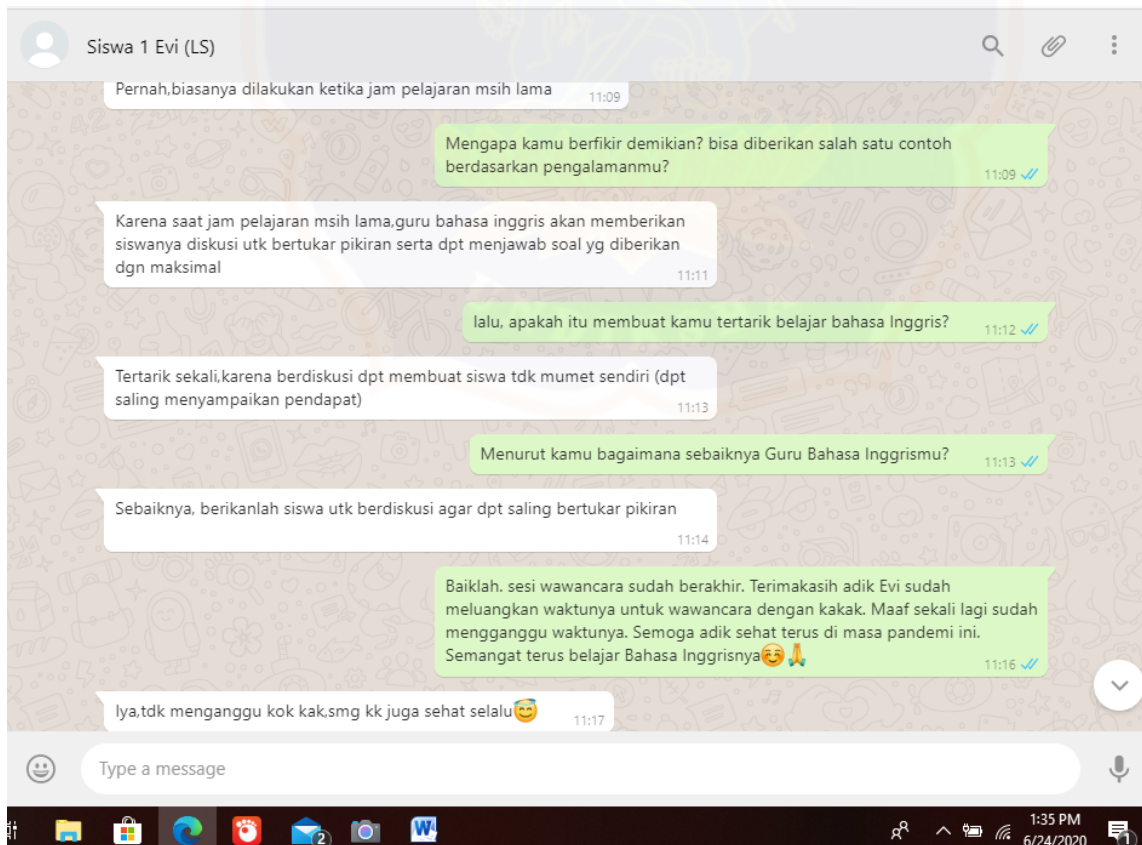 Siswa 1 Evi (LS)
Pernah,biasanya dilakukan ketika jam pelajaran msih lama
11:09
Mengapa kamu berfikir demikian? bisa diberikan salah satu contoh
berdasarkan pengalamanmu?
11:09
Karena saat jam pelajaran msih lama,guru bahasa inggris akan memberikan
siswanya diskusi utk bertukar pikiran serta dpt menjawab soal yg diberikan
dgn maksimal
11:11
lalu, apakah itu membuat kamu tertarik belajar bahasa Inggris?
11:12
Tertarik sekali,karena berdiskusi dpt membuat siswa tdk mumet sendiri (dpt
saling menyampaikan pendapat)
11:13
Menurut kamu bagaimana sebaiknya Guru Bahasa Inggrismu?
11:13
Sebaiknya, berikanlah siswa utk berdiskusi agar dpt saling bertukar pikiran
11:14
Baiklah. sesi wawancara sudah berakhir. Terimakasih adik Evi sudah
meluangkan waktunya untuk wawancara dengan kakak. Maaf sekali lagi sudah
mengganggu waktunya. Semoga adik sehat terus di masa pandemi ini.
Semangat terus belajar Bahasa Inggrisnya☺️🙏
11:16
Iya,tdk menganggu kok kak,smg kk juga sehat selalu😇
11:17
Type a message
2
W
1:35 PM
6/24/2020
1